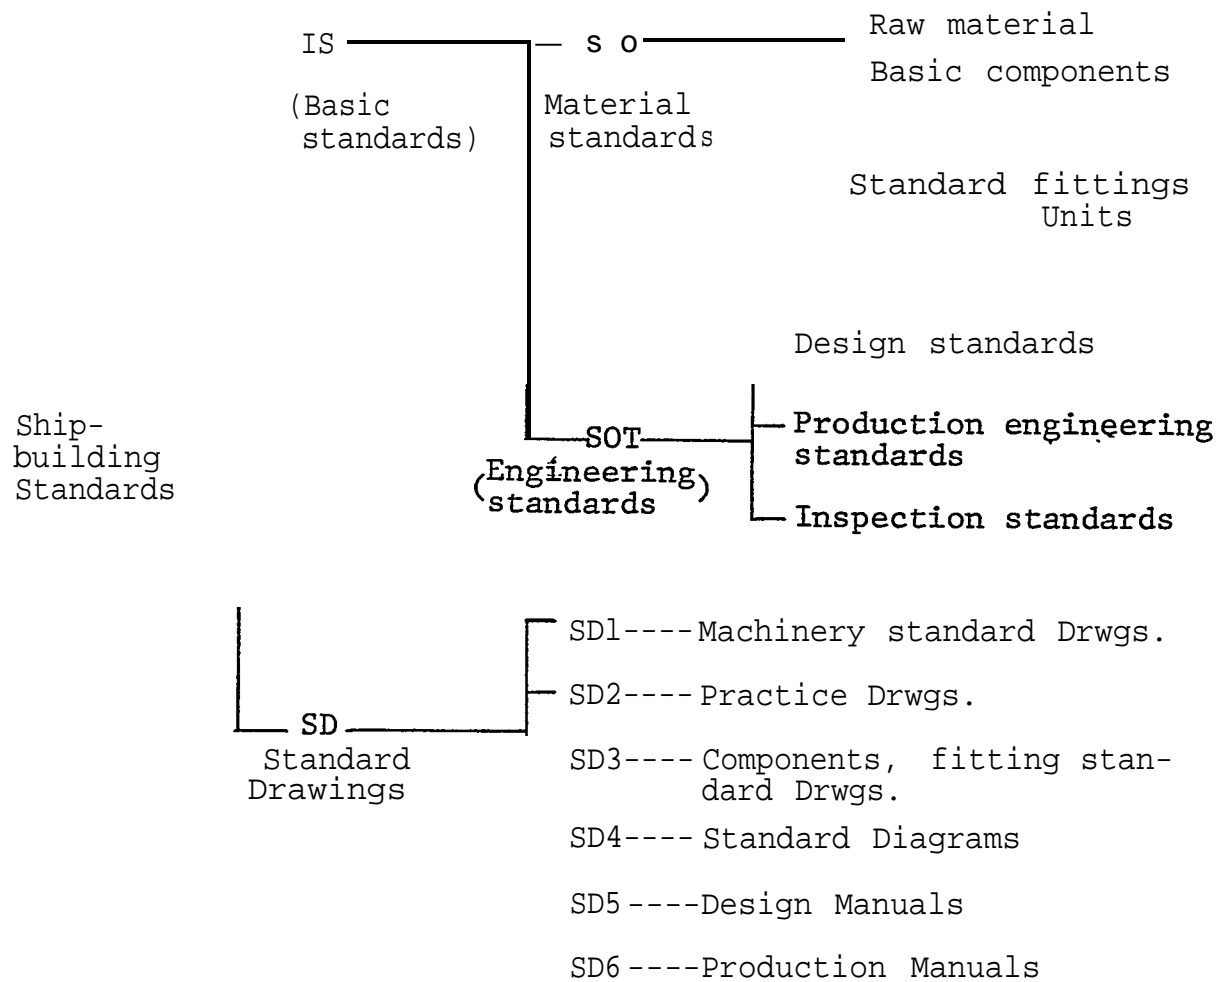 IS — S O Raw material
Basic components
(Basic
standards)
Material
standards
Standard fittings
Units
Design standards
Ship-
building
Standards
SOT
(Engineering
standards)
Production engineering
standards
Inspection standards
SD
Standard
Drawings
SD1----Machinery standard Drwgs.
SD2----Practice Drwgs.
SD3----Components, fitting stan-
dard Drwgs.
SD4----Standard Diagrams
SD5----Design Manuals
SD6----Production Manuals